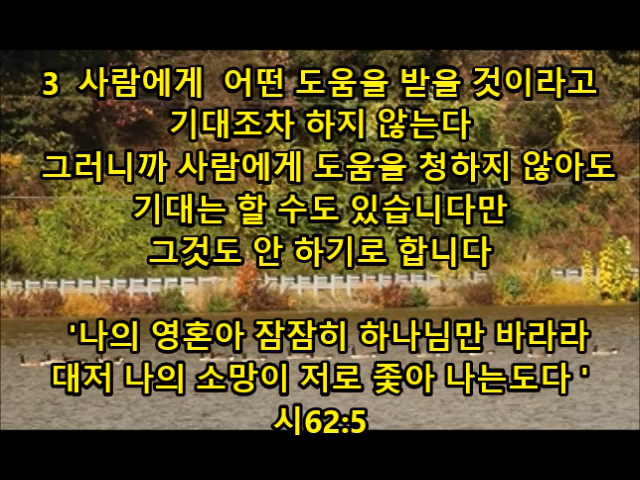 3  사람에게  어떤 도움을 받을 것이라고
기대조차 하지 않는다
그러니까 사람에게 도움을 청하지 않아도
기대는 할 수도 있습니다만
그것도 안 하기로 합니다
'나의 영혼아 잠잠히 하나님만 바라라
대저 나의 소망이 저로 좇아 나는도다 '
시62:5